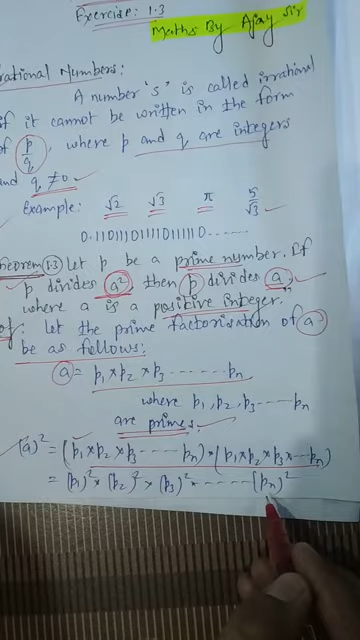 Exercise: 1.3
Maths By Ajay Sir
rational Numbers:
A number 's' is called irrational
if it cannot be written in the form
of p/q, where p and q are integers
and q ≠ 0
Example: √2 √3 π 5/√3
0.1101110111101111110.......
Theorem (1.3) Let p be a prime number. If
p divides a², then p divides a,
where a is a positive integer.
of: Let the prime factorisation of a
be as follows:
a = p₁ × p₂ × p₃ ........ pₙ
where p₁, p₂, p₃ ---- pₙ
are primes.
(a)² = (p₁ × p₂ × p₃ ---- pₙ) × (p₁ × p₂ × p₃ × --- pₙ)
= (p₁)² × (p₂)² × (p₃)² × ------- (pₙ)²